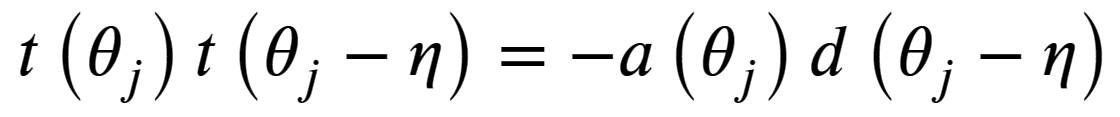 t (θ_j) t (θ_j − η) = −a (θ_j) d (θ_j − η)